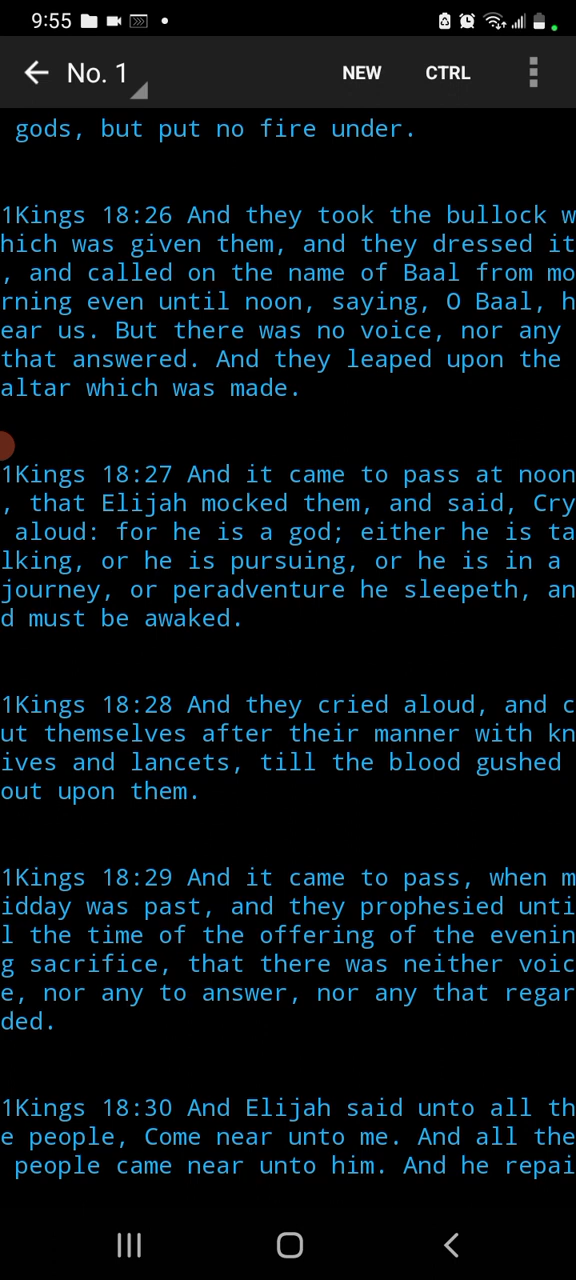 9:55
No. 1 NEW CTRL
gods, but put no fire under.
1Kings 18:26 And they took the bullock w
hich was given them, and they dressed it
, and called on the name of Baal from mo
rning even until noon, saying, O Baal, h
ear us. But there was no voice, nor any
that answered. And they leaped upon the
altar which was made.
1Kings 18:27 And it came to pass at noon
, that Elijah mocked them, and said, Cry
aloud: for he is a god; either he is ta
lking, or he is pursuing, or he is in a
journey, or peradventure he sleepeth, an
d must be awaked.
1Kings 18:28 And they cried aloud, and c
ut themselves after their manner with kn
ives and lancets, till the blood gushed
out upon them.
1Kings 18:29 And it came to pass, when m
idday was past, and they prophesied unti
l the time of the offering of the evenin
g sacrifice, that there was neither voic
e, nor any to answer, nor any that regar
ded.
1Kings 18:30 And Elijah said unto all th
e people, Come near unto me. And all the
people came near unto him. And he repai